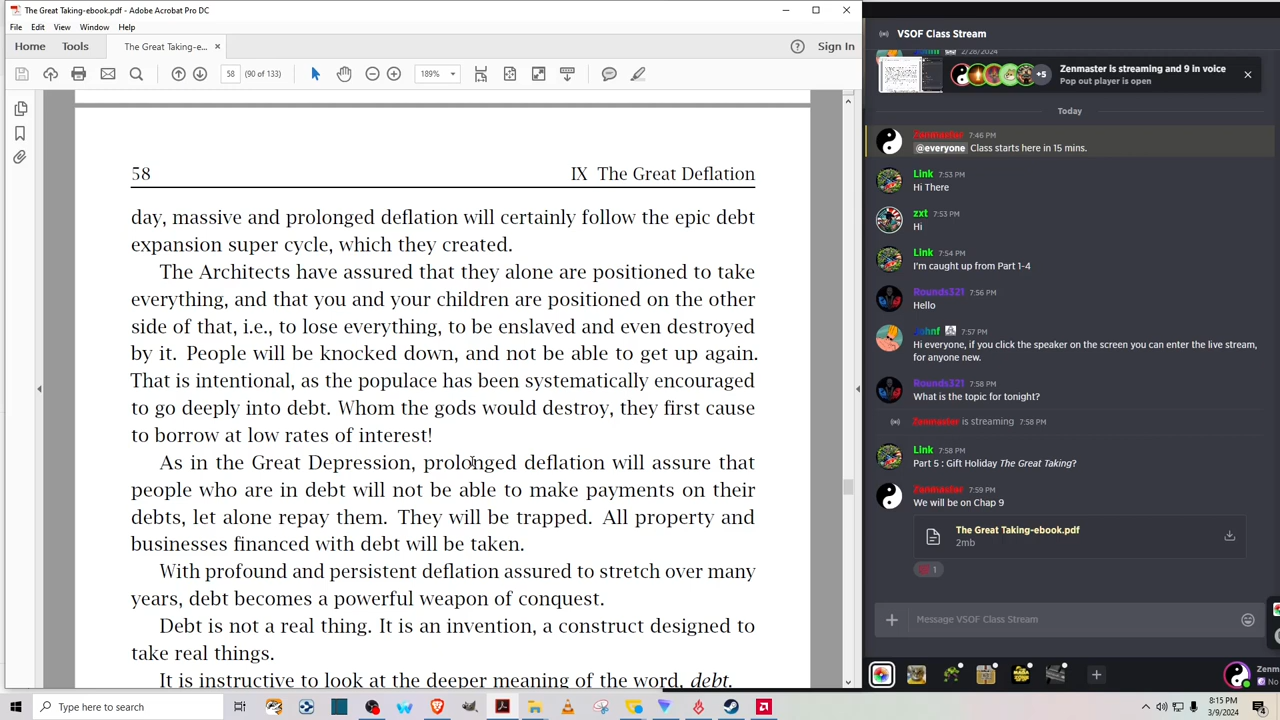 The Great Taking-ebook.pdf - Adobe Acrobat Pro DC
File Edit View Window Help
Home Tools The Great Taking-e... × Sign In
58 (90 of 133) 189%
58 IX The Great Deflation
day, massive and prolonged deflation will certainly follow the epic debt
expansion super cycle, which they created.
The Architects have assured that they alone are positioned to take
everything, and that you and your children are positioned on the other
side of that, i.e., to lose everything, to be enslaved and even destroyed
by it. People will be knocked down, and not be able to get up again.
That is intentional, as the populace has been systematically encouraged
to go deeply into debt. Whom the gods would destroy, they first cause
to borrow at low rates of interest!
As in the Great Depression, prolonged deflation will assure that
people who are in debt will not be able to make payments on their
debts, let alone repay them. They will be trapped. All property and
businesses financed with debt will be taken.
With profound and persistent deflation assured to stretch over many
years, debt becomes a powerful weapon of conquest.
Debt is not a real thing. It is an invention, a construct designed to
take real things.
It is instructive to look at the deeper meaning of the word, debt.
VSOF Class Stream
2/28/2024
+5
Zenmaster is streaming and 9 in voice
Pop out player is open
Today
Zenmaster 7:46 PM
@everyone Class starts here in 15 mins.
Link 7:53 PM
Hi There
zxt 7:53 PM
Hi
Link 7:54 PM
I'm caught up from Part 1-4
Rounds321 7:56 PM
Hello
7:57 PM
Hi everyone, if you click the speaker on the screen you can enter the live stream,
for anyone new.
Rounds321 7:58 PM
What is the topic for tonight?
Zenmaster is streaming 7:58 PM
Link 7:58 PM
Part 5 : Gift Holiday The Great Taking?
Zenmaster 7:59 PM
We will be on Chap 9
The Great Taking-ebook.pdf
2mb
1
Message VSOF Class Stream
Zenm
No
Type here to search
8:15 PM
3/9/2024
4